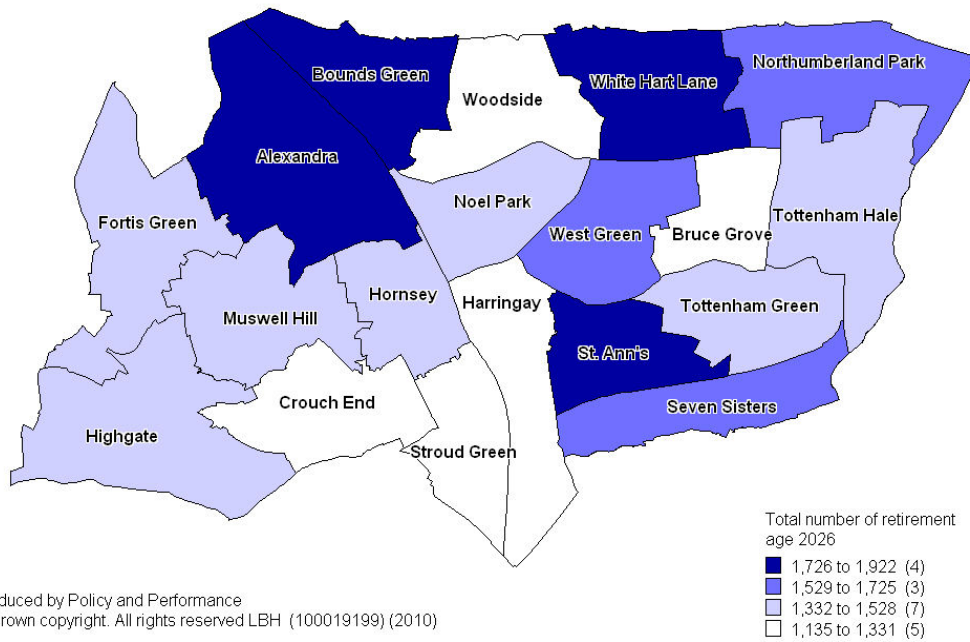 Bounds Green
Woodside
White Hart Lane
Northumberland Park
Alexandra
Fortis Green
Noel Park
West Green
Bruce Grove
Tottenham Hale
Muswell Hill
Hornsey
Harringay
Tottenham Green
St. Ann's
Crouch End
Seven Sisters
Highgate
Stroud Green
Total number of retirement
age 2026
1,726 to 1,922 (4)
1,529 to 1,725 (3)
1,332 to 1,528 (7)
1,135 to 1,331 (5)
duced by Policy and Performance
rown copyright. All rights reserved LBH (100019199) (2010)